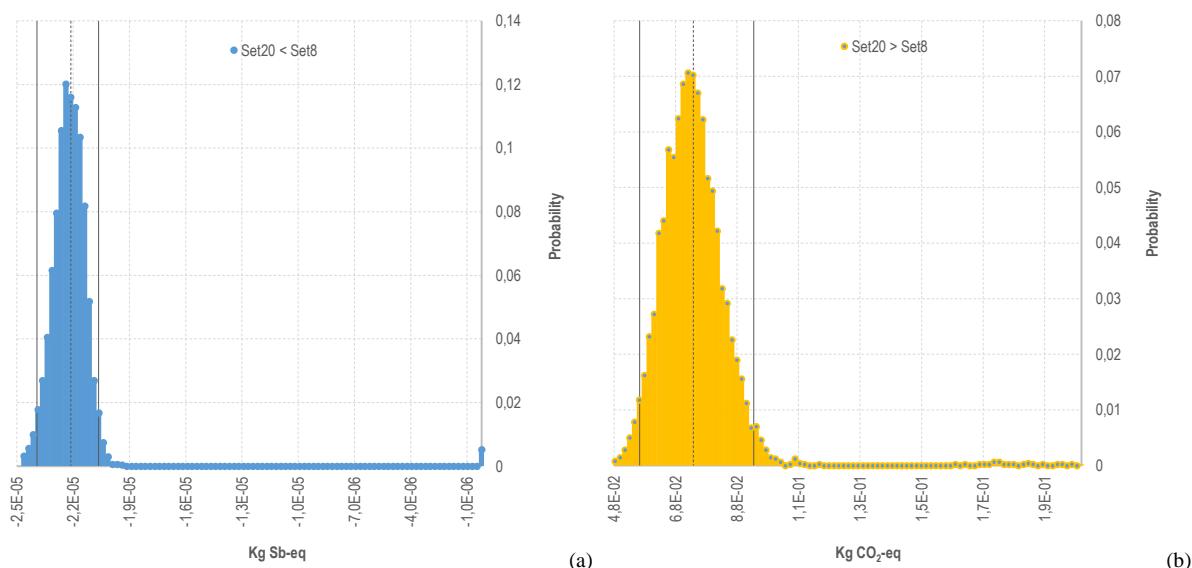 0,14
Set20 < Set8
0,12
0,1
0,08
0,06
0,04
0,02
0
Probability
-2,5E-05
-2,2E-05
-1,9E-05
-1,6E-05
-1,3E-05
-1,0E-05
-7,0E-06
-4,0E-06
-1,0E-06
Kg Sb-eq
(a)
0,08
Set20 > Set8
0,07
0,06
0,05
0,04
0,03
0,02
0,01
0
Probability
4,8E-02
6,8E-02
8,8E-02
1,1E-01
1,3E-01
1,5E-01
1,7E-01
1,9E-01
Kg CO₂-eq
(b)